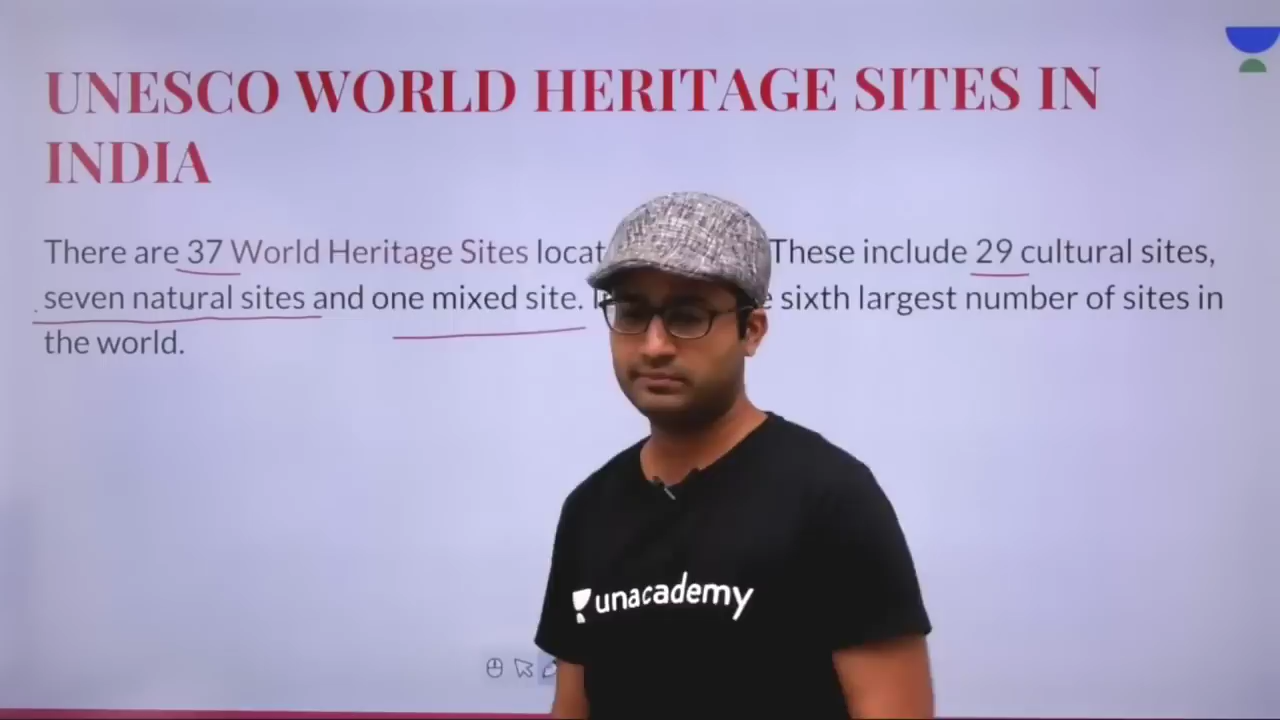 UNESCO WORLD HERITAGE SITES IN
INDIA
There are 37 World Heritage Sites These include 29 cultural sites,
seven natural sites and one mixed site. sixth largest number of sites in
the world.
unacademy